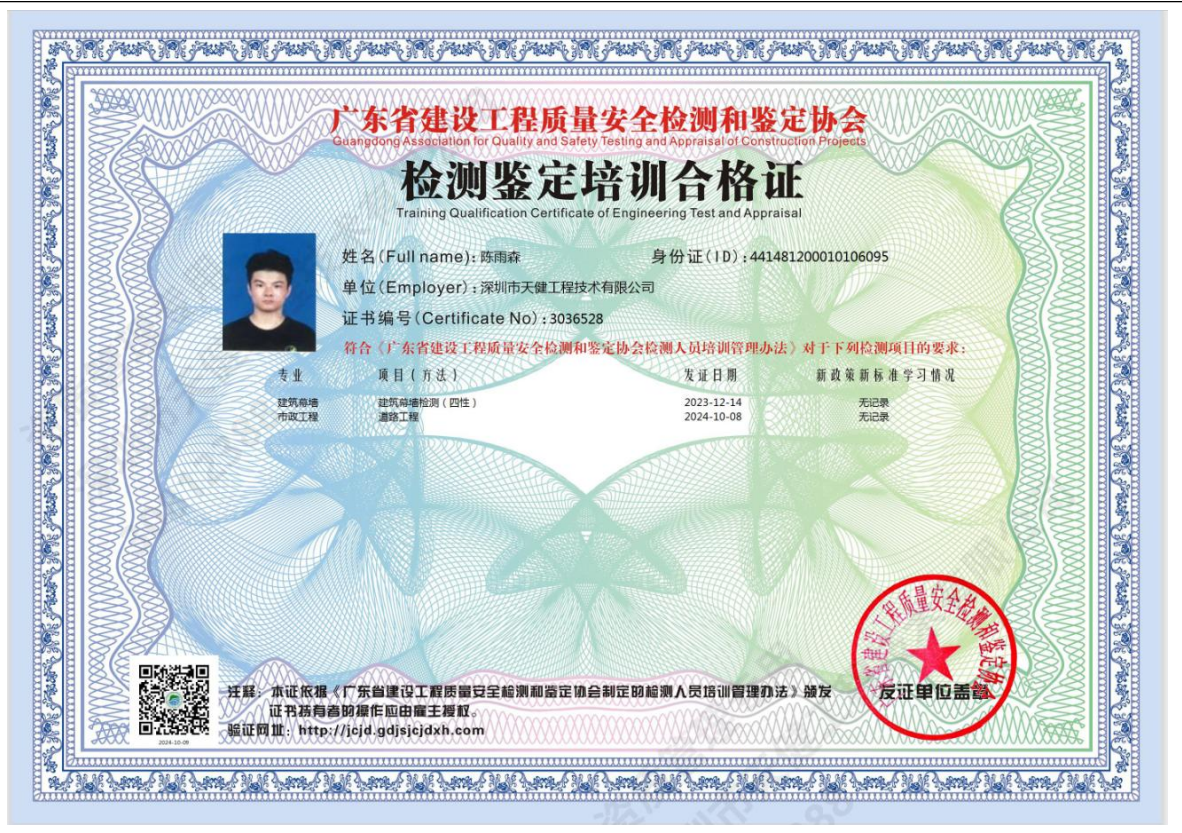 广东省建设工程质量安全检测和鉴定协会
Guangdong Association for Quality and Safety Testing and Appraisal of Construction Projects
检测鉴定培训合格证
Training Qualification Certificate of Engineering Test and Appraisal
姓名(Full name): 陈雨森 身份证(ID): 441481200010106095
单位(Employer): 深圳市天健工程技术有限公司
证书编号(Certificate No): 3036528
符合《广东省建设工程质量安全检测和鉴定协会检测人员培训管理办法》对于下列检测项目的要求:
专业 项目(方法) 发证日期 新政策新标准学习情况
建筑幕墙 建筑幕墙检测(四性) 2023-12-14 无记录
市政工程 道路工程 2024-10-08 无记录
广东省建设工程质量安全检测和鉴定协会
发证单位盖章
注释: 本证依据《广东省建设工程质量安全检测和鉴定协会制定的检测人员培训管理办法》颁发
证书持有者的操作应由雇主授权。
验证网址: http://jcjd.gdjsjcjdxh.com
2024-10-08